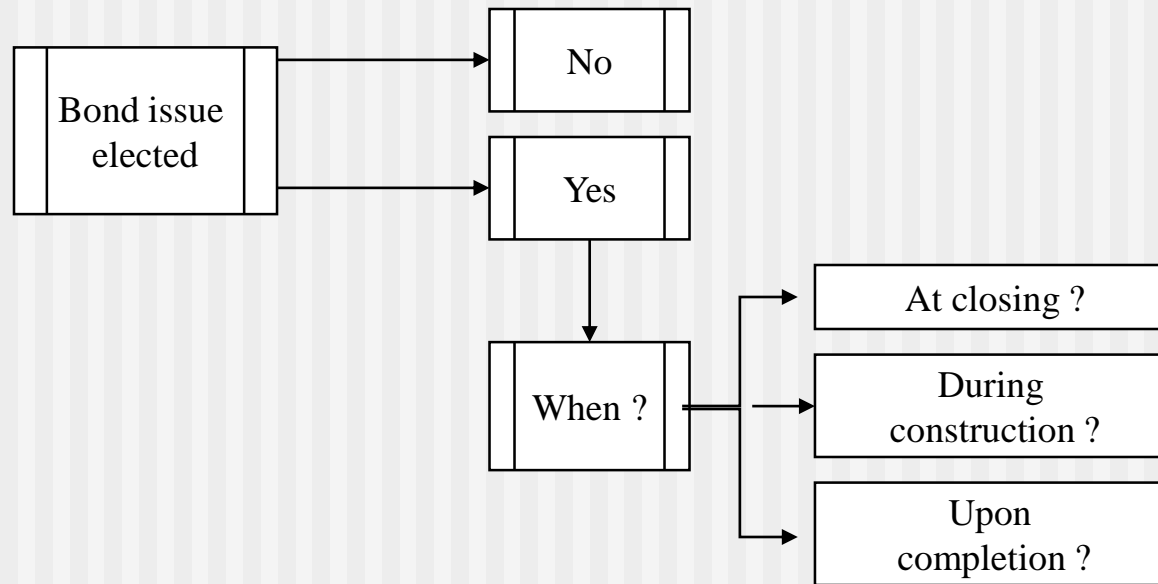 Bond issue
elected
No
Yes
When ?
At closing ?
During
construction ?
Upon
completion ?